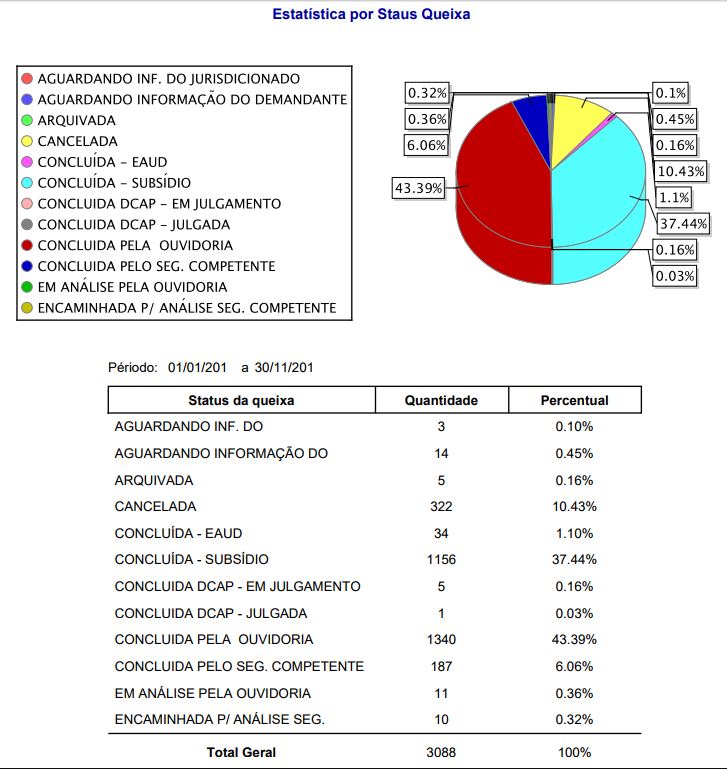 Estatística por Staus Queixa
AGUARDANDO INF. DO JURISDICIONADO
AGUARDANDO INFORMAÇÃO DO DEMANDANTE
ARQUIVADA
CANCELADA
CONCLUÍDA – EAUD
CONCLUÍDA – SUBSÍDIO
CONCLUIDA DCAP – EM JULGAMENTO
CONCLUIDA DCAP – JULGADA
CONCLUIDA PELA OUVIDORIA
CONCLUIDA PELO SEG. COMPETENTE
EM ANÁLISE PELA OUVIDORIA
ENCAMINHADA P/ ANÁLISE SEG. COMPETENTE
0.32%
0.36%
6.06%
43.39%
0.1%
0.45%
0.16%
10.43%
1.1%
37.44%
0.16%
0.03%
Périodo: 01/01/201 a 30/11/201
Status da queixa Quantidade Percentual
AGUARDANDO INF. DO 3 0.10%
AGUARDANDO INFORMAÇÃO DO 14 0.45%
ARQUIVADA 5 0.16%
CANCELADA 322 10.43%
CONCLUÍDA - EAUD 34 1.10%
CONCLUÍDA - SUBSÍDIO 1156 37.44%
CONCLUIDA DCAP - EM JULGAMENTO 5 0.16%
CONCLUIDA DCAP - JULGADA 1 0.03%
CONCLUIDA PELA OUVIDORIA 1340 43.39%
CONCLUIDA PELO SEG. COMPETENTE 187 6.06%
EM ANÁLISE PELA OUVIDORIA 11 0.36%
ENCAMINHADA P/ ANÁLISE SEG. 10 0.32%
Total Geral 3088 100%